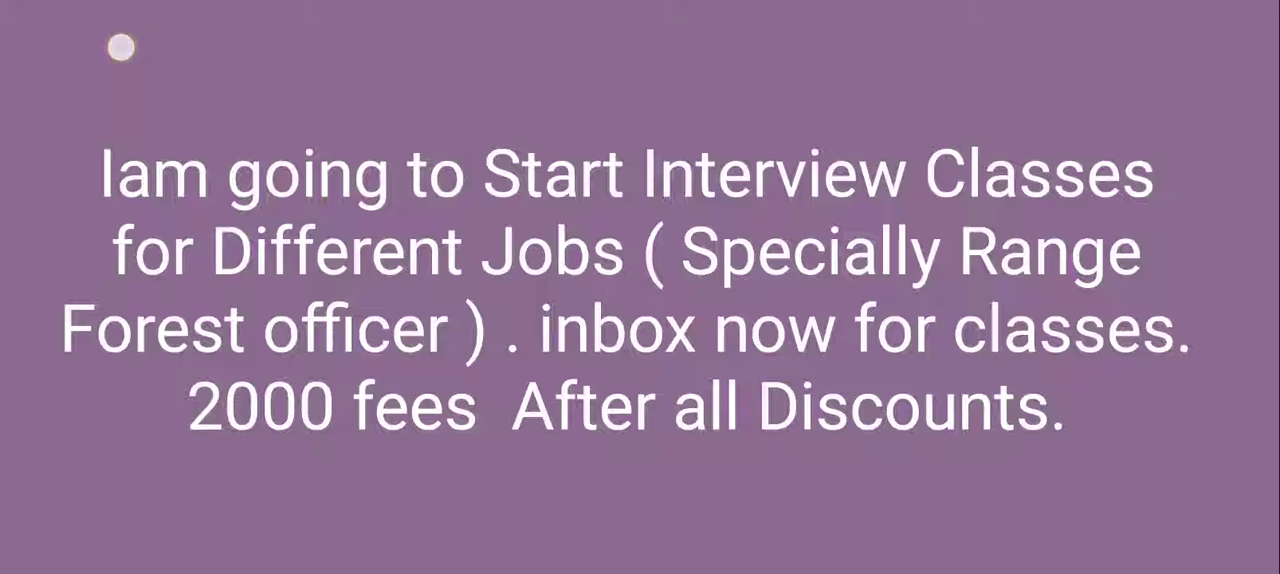 Iam going to Start Interview Classes
for Different Jobs ( Specially Range
Forest officer ) . inbox now for classes.
2000 fees  After all Discounts.